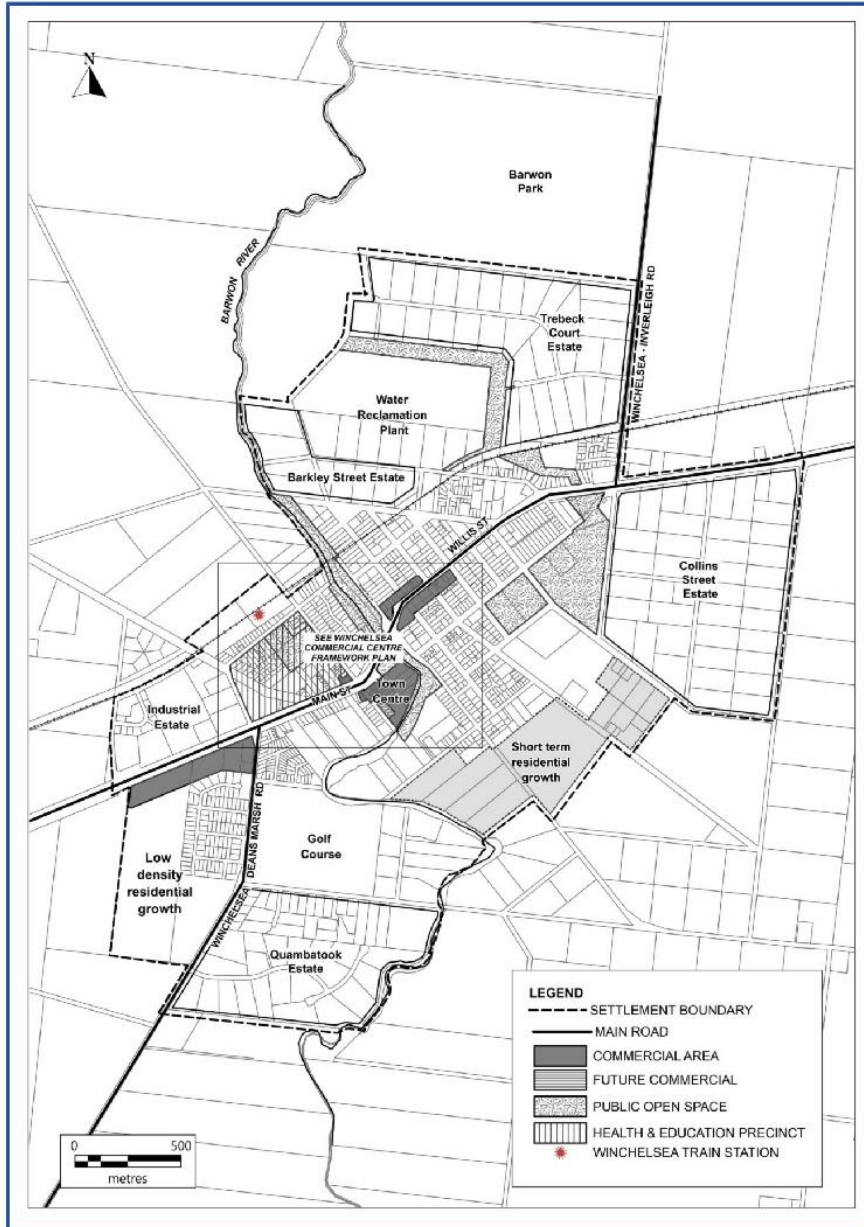 N
Barwon
Park
BARWON RIVER
WINCHELSEA - INVERLEIGH RD
Trebeck
Court
Estate
Water
Reclamation
Plant
Barkley Street Estate
WILLIS ST
Collins
Street
Estate
SEE WINCHELSEA
COMMERCIAL CENTRE
FRAMEWORK PLAN
MAIN ST
Town
Centre
Industrial
Estate
Short term
residential
growth
WINCHELSEA DEANS MARSH RD
Golf
Course
Low
density
residential
growth
Quambatook
Estate
LEGEND
SETTLEMENT BOUNDARY
MAIN ROAD
COMMERCIAL AREA
FUTURE COMMERCIAL
PUBLIC OPEN SPACE
HEALTH & EDUCATION PRECINCT
WINCHELSEA TRAIN STATION
0 500
metres